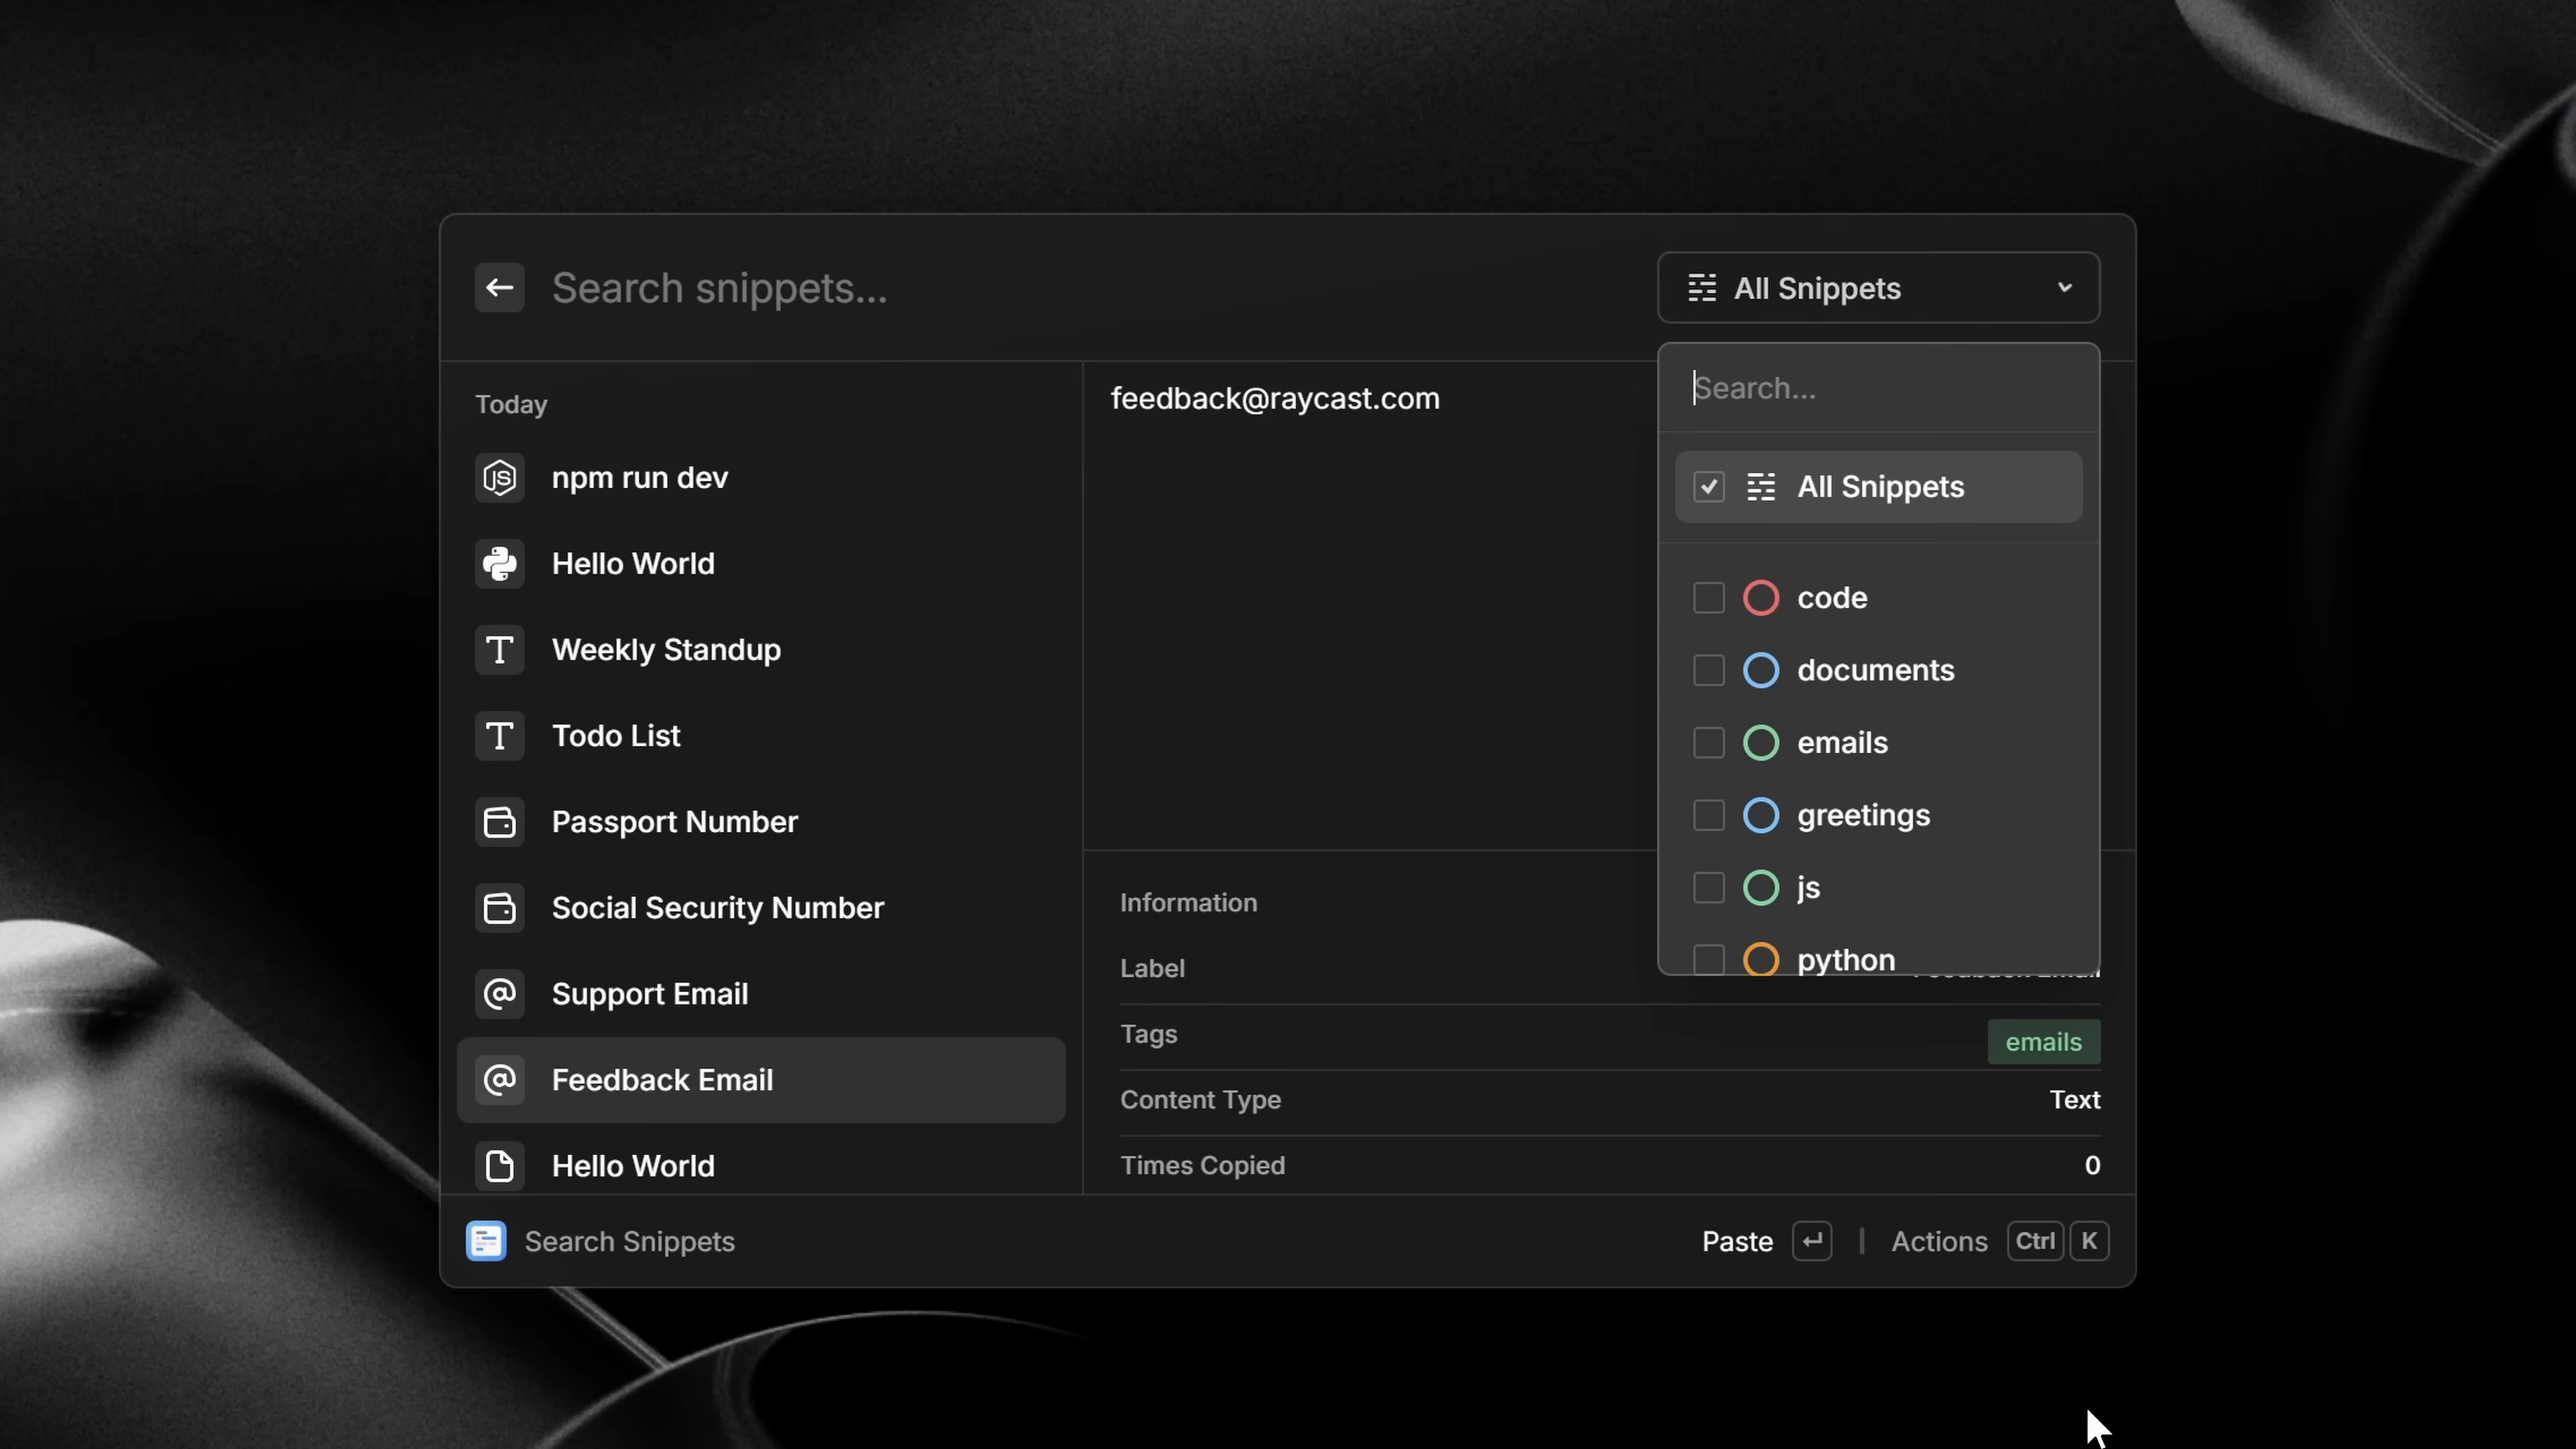 Search snippets...
All Snippets
Today
npm run dev
Hello World
Weekly Standup
Todo List
Passport Number
Social Security Number
Support Email
Feedback Email
Hello World
feedback@raycast.com
Search...
All Snippets
code
documents
emails
greetings
js
python
Information
Label
Tags emails
Content Type Text
Times Copied 0
Search Snippets
Paste Actions Ctrl K